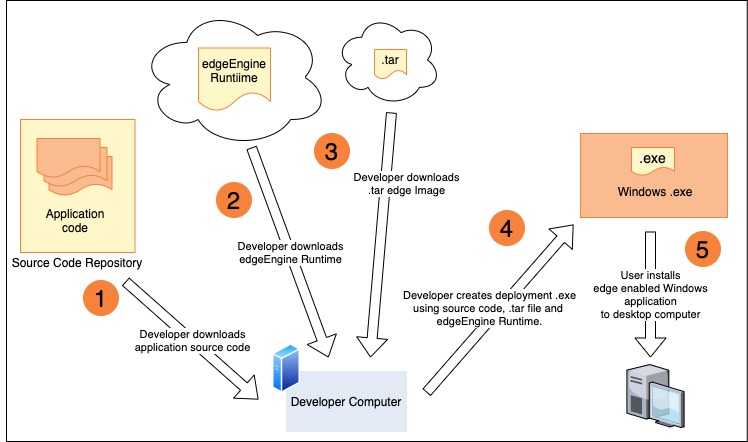 edgeEngine
Runtiime
.tar
Application
code
Source Code Repository
1
Developer downloads
application source code
2
Developer downloads
edgeEngine Runtime
3
Developer downloads
.tar edge Image
Developer Computer
4
Developer creates deployment .exe
using source code, .tar file and
edgeEngine Runtime.
.exe
Windows .exe
5
User installs
edge enabled Windows
application
to desktop computer